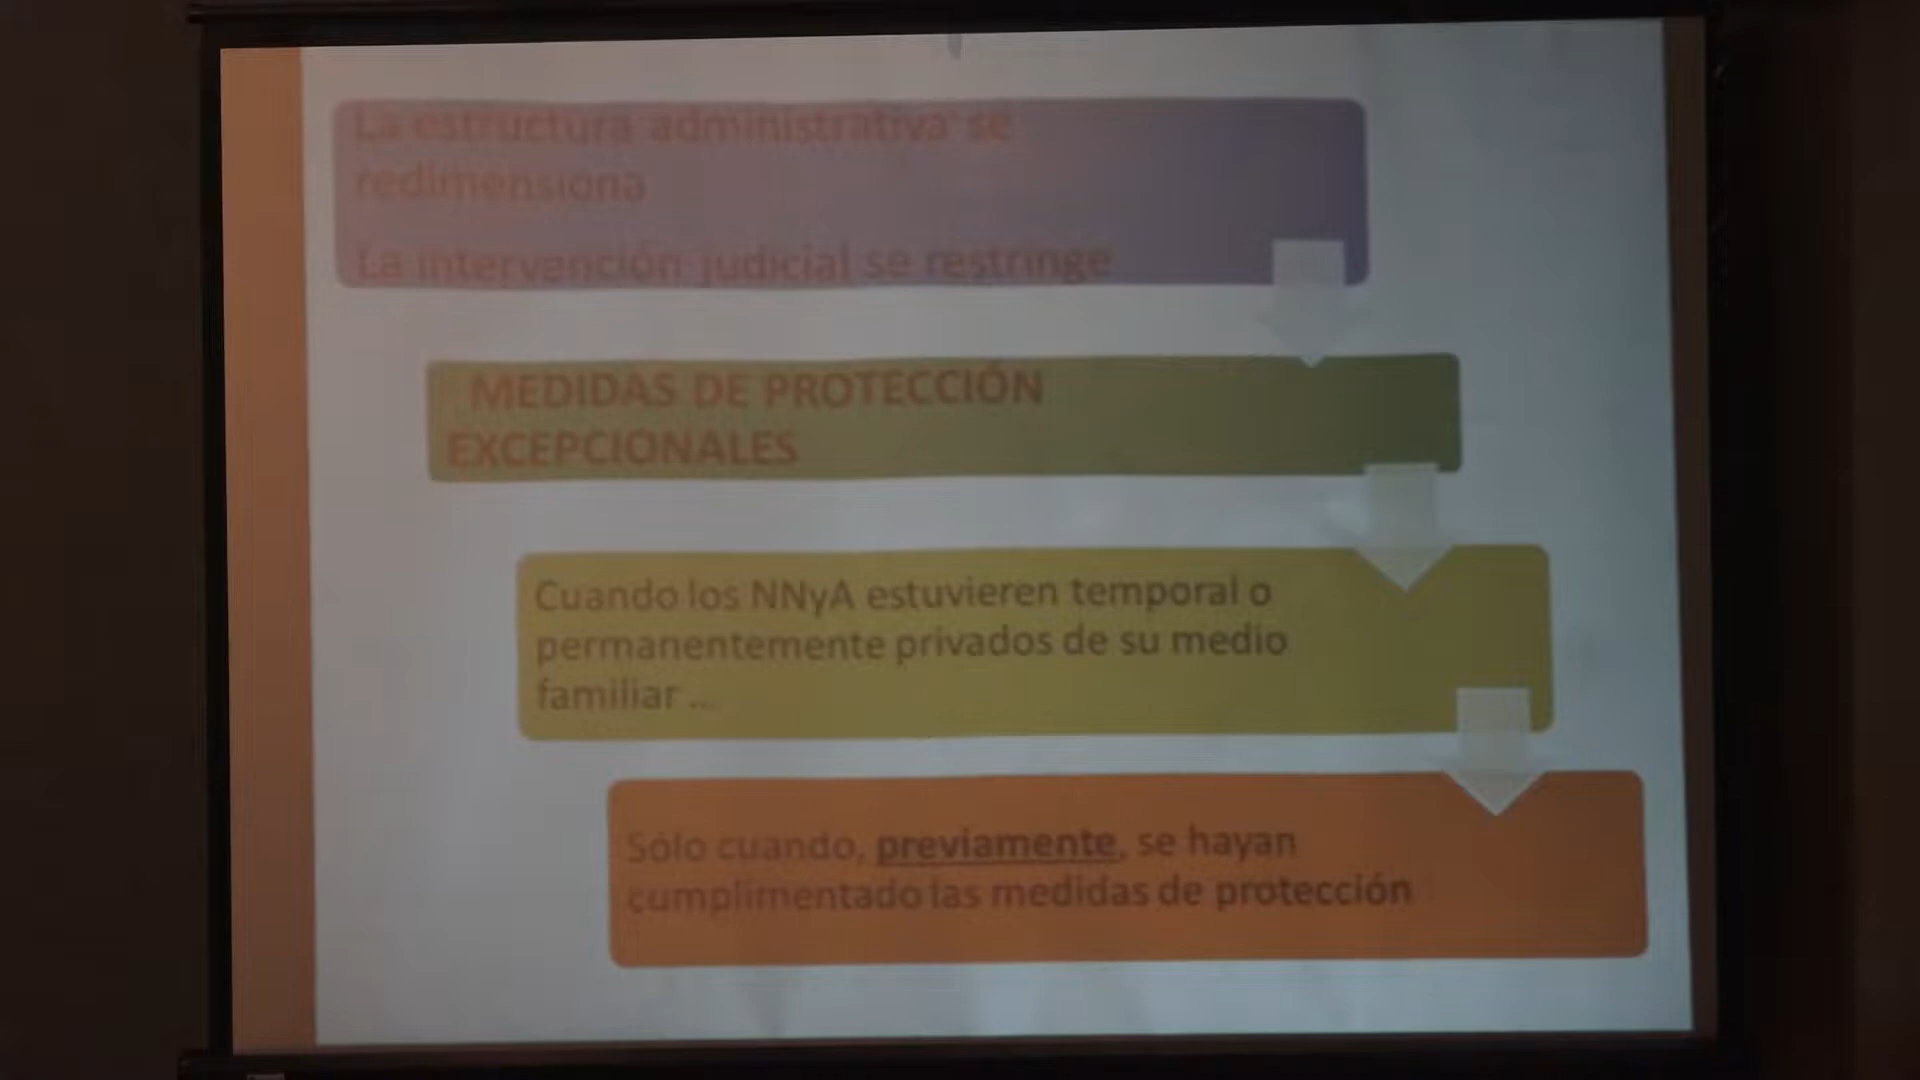 La estructura administrativa se
redimensiona
La intervención judicial se restringe
MEDIDAS DE PROTECCIÓN
EXCEPCIONALES
Cuando los NNyA estuvieren temporal o
permanentemente privados de su medio
familiar ...
Sólo cuando, previamente, se hayan
cumplimentado las medidas de protección